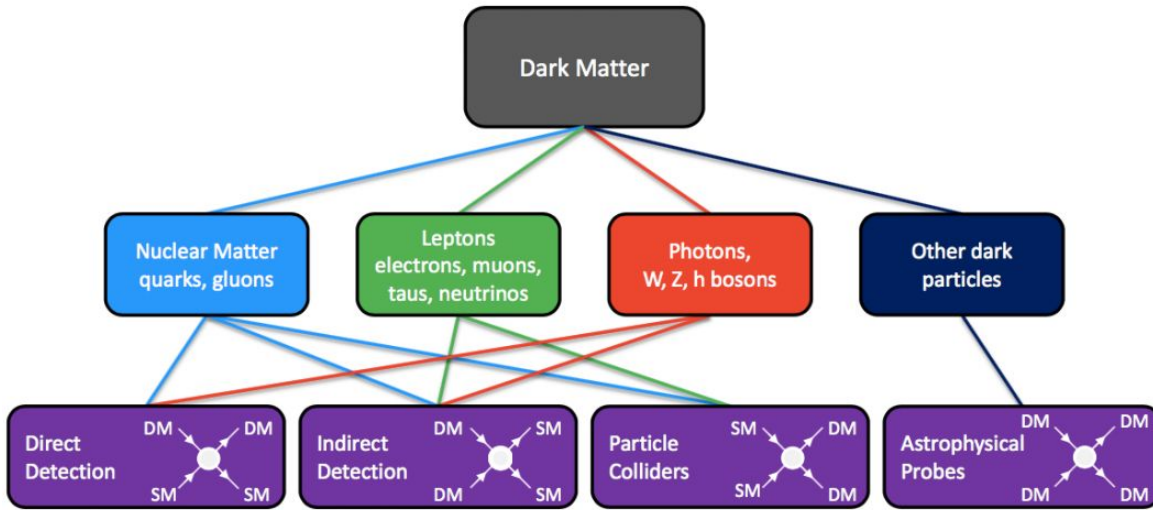 Dark Matter
Nuclear Matter
quarks, gluons
Leptons
electrons, muons,
taus, neutrinos
Photons,
W, Z, h bosons
Other dark
particles
Direct
Detection
DM
DM
SM
SM
Indirect
Detection
DM
SM
DM
SM
Particle
Colliders
SM
DM
SM
DM
Astrophysical
Probes
DM
DM
DM
DM